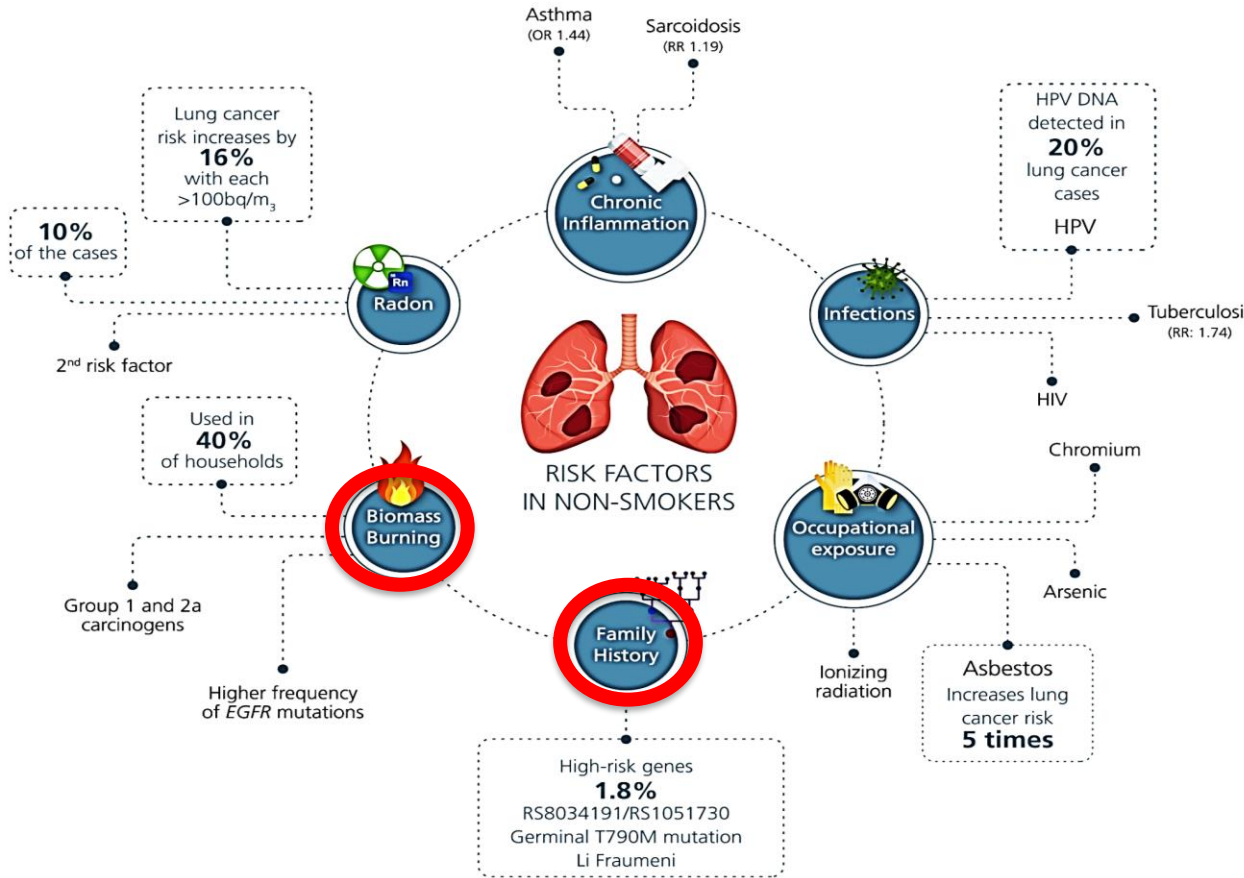 Asthma
(OR 1.44)
Sarcoidosis
(RR 1.19)
Chronic
Inflammation
Lung cancer
risk increases by
16%
with each
>100bq/m3
10%
of the cases
2nd risk factor
Rn
Radon
HPV DNA
detected in
20%
lung cancer
cases
HPV
Infections
Tuberculosi
(RR: 1.74)
HIV
RISK FACTORS
IN NON-SMOKERS
Used in
40%
of households
Biomass
Burning
Group 1 and 2a
carcinogens
Higher frequency
of EGFR mutations
Family
History
High-risk genes
1.8%
RS8034191/RS1051730
Germinal T790M mutation
Li Fraumeni
Occupational
exposure
Chromium
Arsenic
Ionizing
radiation
Asbestos
Increases lung
cancer risk
5 times